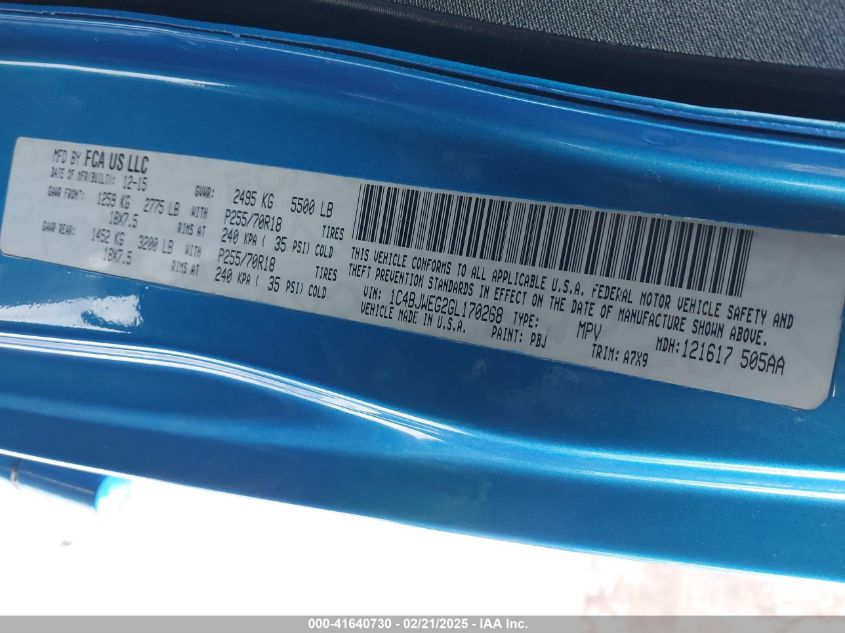 MFD BY FCA US LLC
DATE OF MFR(BUILT): 12-15 GVWR: 2495 KG 5500 LB
GAWR FRONT: 1259 KG 2775 LB WITH P255/70R18 TIRES
18X7.5 RIMS AT 240 KPA ( 35 PSI) COLD
GAWR REAR: 1452 KG 3200 LB WITH P255/70R18 TIRES
18X7.5 RIMS AT 240 KPA ( 35 PSI) COLD
THIS VEHICLE CONFORMS TO ALL APPLICABLE U.S.A. FEDERAL MOTOR VEHICLE SAFETY AND
THEFT PREVENTION STANDARDS IN EFFECT ON THE DATE OF MANUFACTURE SHOWN ABOVE.
VIN: 1C4BJWEG2GL170268 TYPE: MPV MDH:121617 505AA
VEHICLE MADE IN U.S.A. PAINT: PBJ TRIM: A7X9
000-41640730 - 02/21/2025 - IAA Inc.